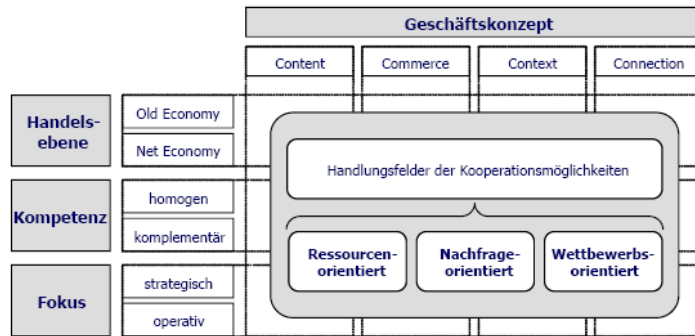 Geschäftskonzept
Content
Commerce
Context
Connection
Handels-
ebene
Old Economy
Net Economy
Handlungsfelder der Kooperationsmöglichkeiten
Kompetenz
homogen
komplementär
Ressourcen-
orientiert
Nachfrage-
orientiert
Wettbewerbs-
orientiert
Fokus
strategisch
operativ